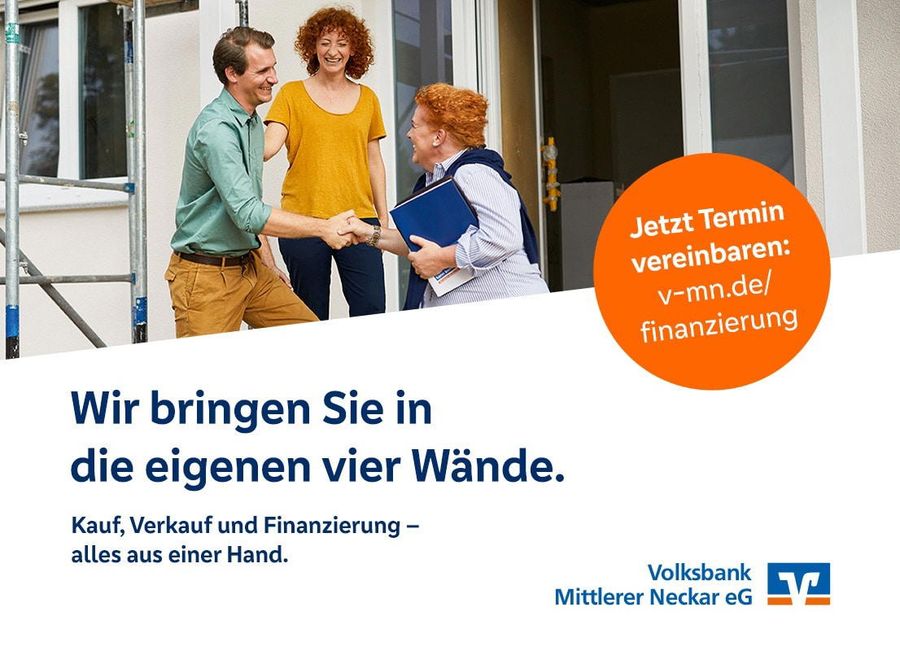 Jetzt Termin
vereinbaren:
v-mn.de/
finanzierung
Wir bringen Sie in
die eigenen vier Wände.
Kauf, Verkauf und Finanzierung –
alles aus einer Hand.
Volksbank
Mittlerer Neckar eG